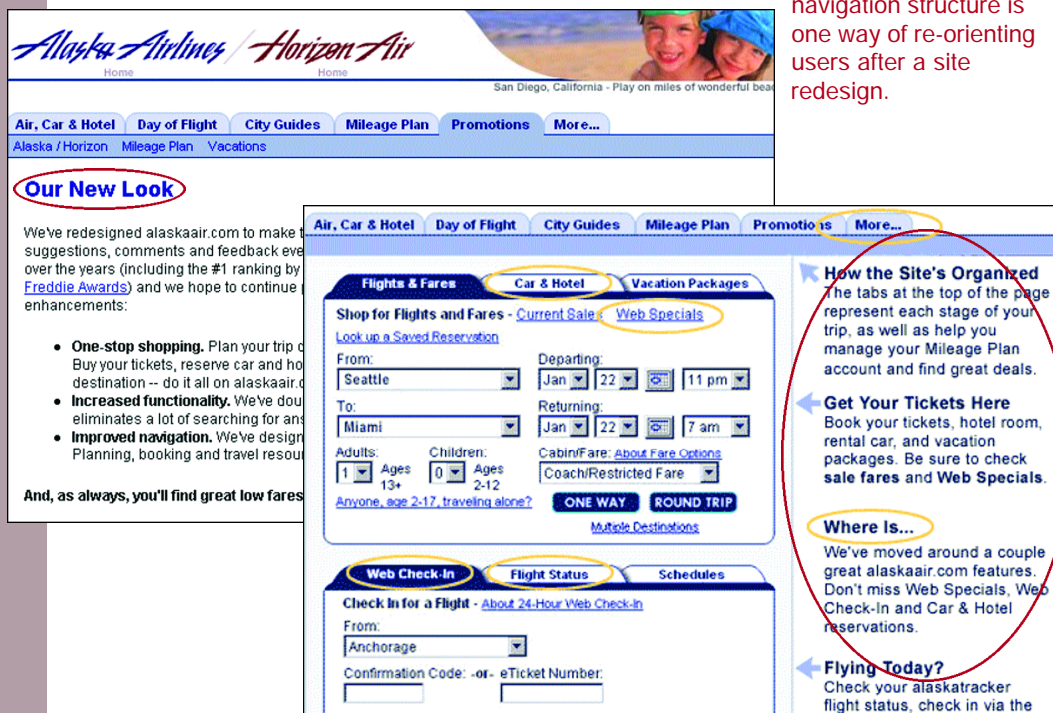 navigation structure is
one way of re-orienting
users after a site
redesign.
Alaska Airlines / Horizon Air
Home Home
San Diego, California - Play on miles of wonderful
Air, Car & Hotel Day of Flight City Guides Mileage Plan Promotions More...
Alaska / Horizon Mileage Plan Vacations
Our New Look
We've redesigned alaskaair.com to make
suggestions, comments and feedback
over the years (including the #1 ranking by
Freddie Awards) and we hope to continue
enhancements:
• One-stop shopping. Plan your trip
Buy your tickets, reserve car and
destination -- do it all on
• Increased functionality. We've
eliminates a lot of searching for
• Improved navigation. We've
Planning, booking and travel
And, as always, you'll find great low fares
Air, Car & Hotel Day of Flight City Guides Mileage Plan Promotions More...
Flights & Fares Car & Hotel Vacation Packages
Shop for Flights and Fares - Current Sales Web Specials
Look up a Saved Reservation
From: Departing:
Seattle Jan 22 11 pm
To: Returning:
Miami Jan 22 7 am
Adults: Children: Cabin/Fare: About Fare Options
1 Ages 0 Ages Coach/Restricted Fare
13+ 2-12
Anyone, age 2-17, traveling alone? ONE WAY ROUND TRIP
Multiple Destinations
Web Check-In Flight Status Schedules
Check In for a Flight - About 24-Hour Web Check-In
From:
Anchorage
Confirmation Code: -or- eTicket Number:
How the Site's Organized
The tabs at the top of the page
represent each stage of your
trip, as well as help you
manage your Mileage Plan
account and find great deals.
Get Your Tickets Here
Book your tickets, hotel room,
rental car, and vacation
packages. Be sure to check
sale fares and Web Specials.
Where Is...
We've moved around a couple
great alaskaair.com features.
Don't miss Web Specials, Web
Check-In and Car & Hotel
reservations.
Flying Today?
Check your alaskatracker
flight status, check in via the